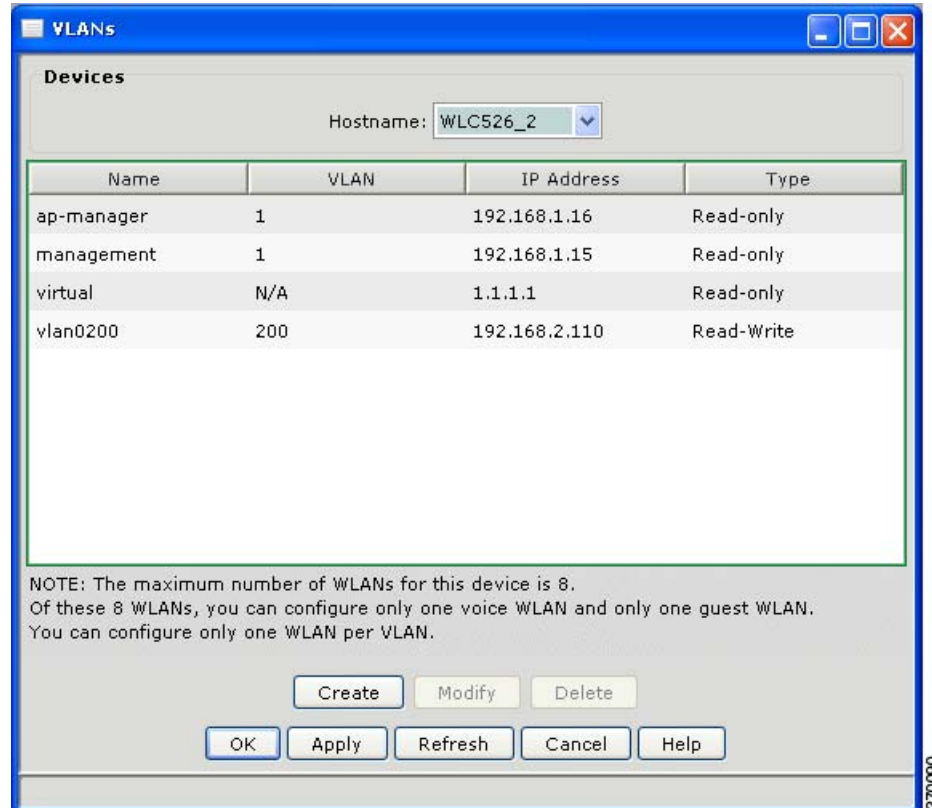 VLANs
Devices
Hostname: WLC526_2
Name VLAN IP Address Type
ap-manager 1 192.168.1.16 Read-only
management 1 192.168.1.15 Read-only
virtual N/A 1.1.1.1 Read-only
vlan0200 200 192.168.2.110 Read-Write
NOTE: The maximum number of WLANs for this device is 8.
Of these 8 WLANs, you can configure only one voice WLAN and only one guest WLAN.
You can configure only one WLAN per VLAN.
Create Modify Delete
OK Apply Refresh Cancel Help